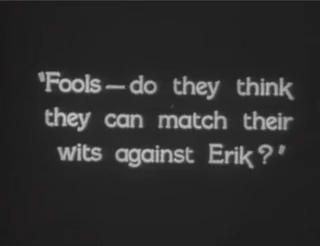 "Fools — do they think
they can match their
wits against Erik?"